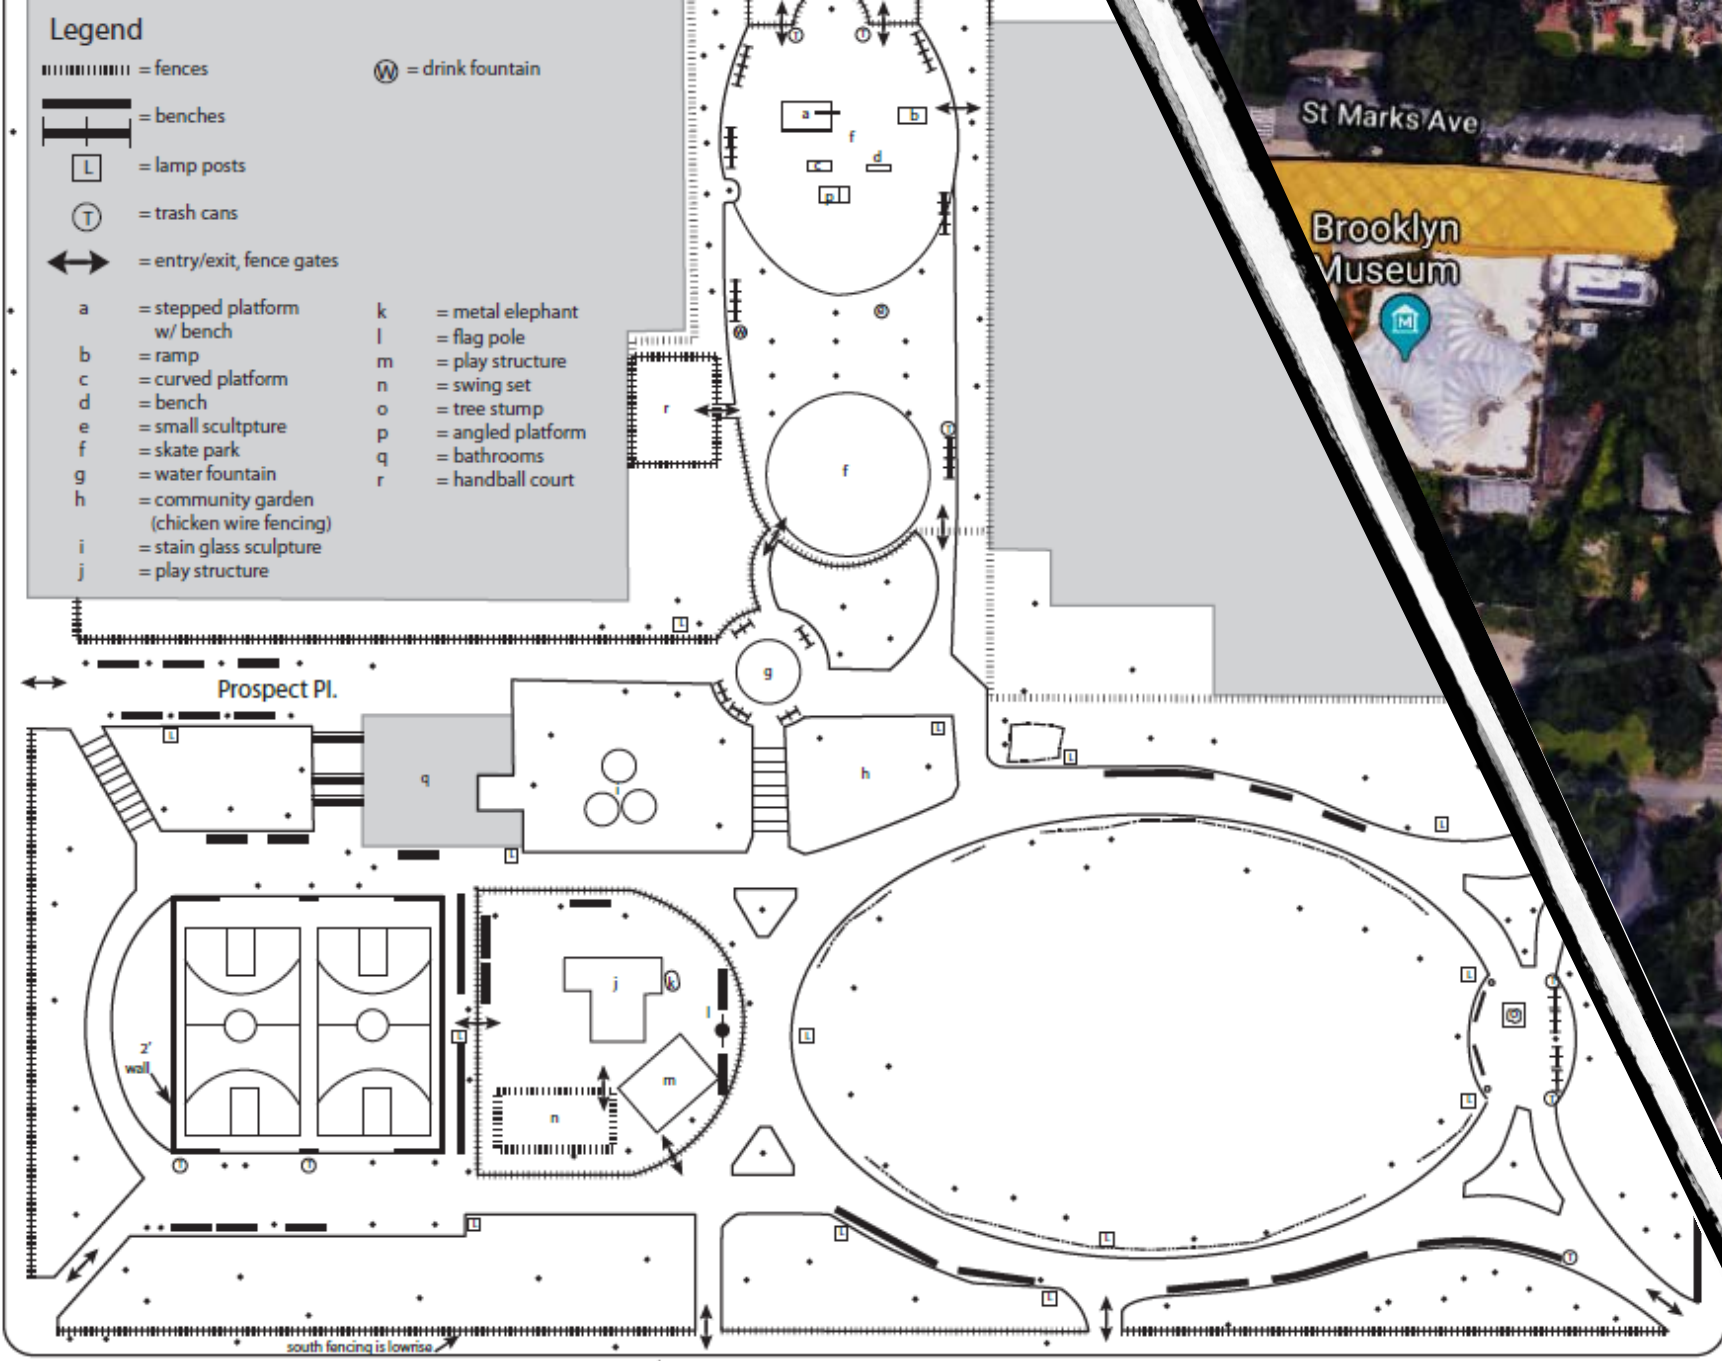 Legend
= fences
= benches
L = lamp posts
T = trash cans
= entry/exit, fence gates
W = drink fountain
a = stepped platform
w/ bench
b = ramp
c = curved platform
d = bench
e = small scultpture
f = skate park
g = water fountain
h = community garden
(chicken wire fencing)
i = stain glass sculpture
j = play structure
k = metal elephant
l = flag pole
m = play structure
n = swing set
o = tree stump
p = angled platform
q = bathrooms
r = handball court
T
T
a
b
f
c
d
p
W
r
T
f
L
g
Prospect Pl.
L
L
q
i
h
L
L
L
j
k
l
L
L
L
T
2'
wall
m
n
L
T
T
T
L
L
L
T
L
south fencing is lowrise
St Marks Ave
Brooklyn
Museum
M